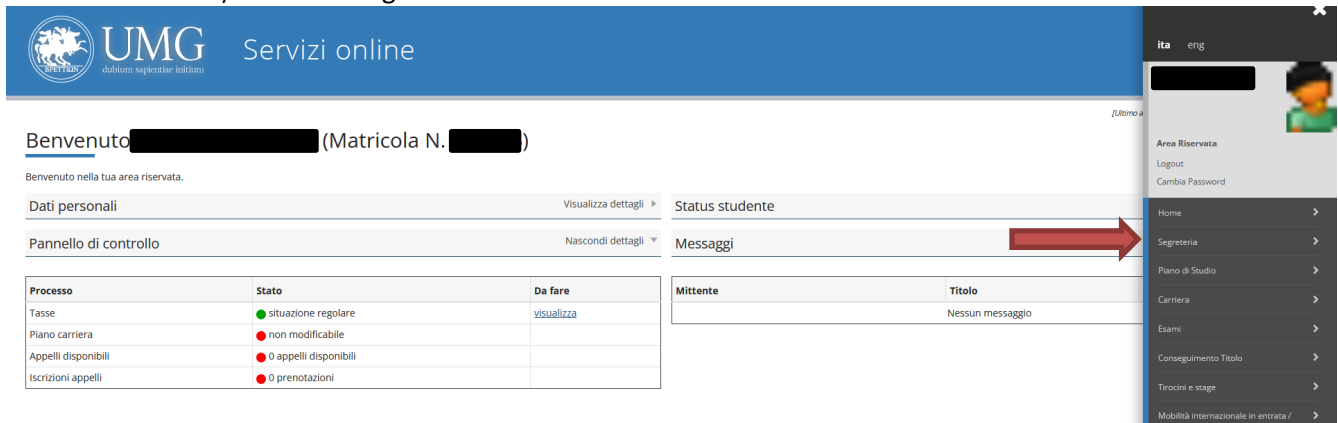 UMG
dubium sapientiae initium
Servizi online
ita eng
[Ultimo a
Benvenuto (Matricola N. )
Benvenuto nella tua area riservata.
Area Riservata
Logout
Cambia Password
Dati personali Visualizza dettagli
Status studente
Pannello di controllo Nascondi dettagli
Messaggi
Processo Stato Da fare
Tasse situazione regolare visualizza
Piano carriera non modificabile
Appelli disponibili 0 appelli disponibili
Iscrizioni appelli 0 prenotazioni
Mittente Titolo
Nessun messaggio
Home
Segreteria
Piano di Studio
Carriera
Esami
Conseguimento Titolo
Tirocini e stage
Mobilità internazionale in entrata /